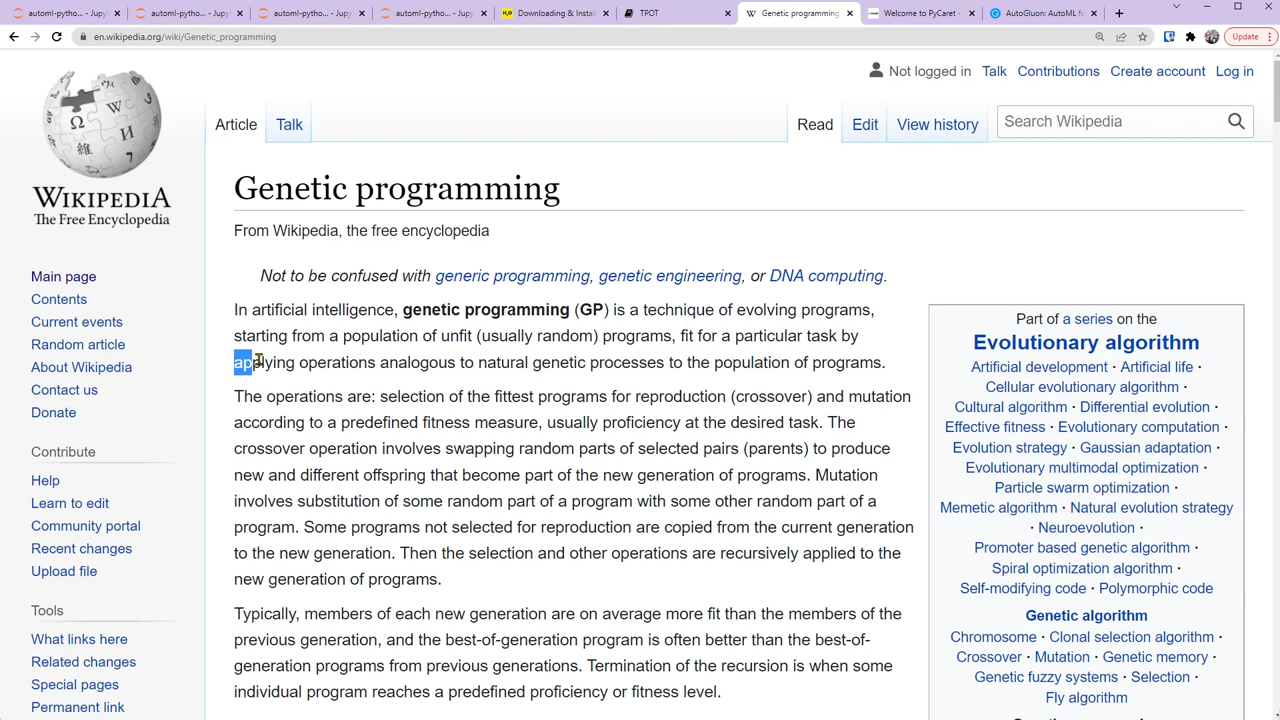 automl-pytho... - Jupy
automl-python... - Jupy
automl-python... - Jupy
automl-python... - Jupy
Downloading & Install
TPOT
Genetic programming
Welcome to PyCaret -
AutoGluon: AutoML fo
en.wikipedia.org/wiki/Genetic_programming
Update
Not logged in Talk Contributions Create account Log in
Article Talk Read Edit View history Search Wikipedia
WIKIPEDIA
The Free Encyclopedia
Main page
Contents
Current events
Random article
About Wikipedia
Contact us
Donate
Contribute
Help
Learn to edit
Community portal
Recent changes
Upload file
Tools
What links here
Related changes
Special pages
Permanent link
Genetic programming
From Wikipedia, the free encyclopedia
Not to be confused with generic programming, genetic engineering, or DNA computing.
In artificial intelligence, genetic programming (GP) is a technique of evolving programs,
starting from a population of unfit (usually random) programs, fit for a particular task by
applying operations analogous to natural genetic processes to the population of programs.
The operations are: selection of the fittest programs for reproduction (crossover) and mutation
according to a predefined fitness measure, usually proficiency at the desired task. The
crossover operation involves swapping random parts of selected pairs (parents) to produce
new and different offspring that become part of the new generation of programs. Mutation
involves substitution of some random part of a program with some other random part of a
program. Some programs not selected for reproduction are copied from the current generation
to the new generation. Then the selection and other operations are recursively applied to the
new generation of programs.
Typically, members of each new generation are on average more fit than the members of the
previous generation, and the best-of-generation program is often better than the best-of-
generation programs from previous generations. Termination of the recursion is when some
individual program reaches a predefined proficiency or fitness level.
Part of a series on the
Evolutionary algorithm
Artificial development · Artificial life ·
Cellular evolutionary algorithm ·
Cultural algorithm · Differential evolution ·
Effective fitness · Evolutionary computation ·
Evolution strategy · Gaussian adaptation ·
Evolutionary multimodal optimization ·
Particle swarm optimization ·
Memetic algorithm · Natural evolution strategy
· Neuroevolution ·
Promoter based genetic algorithm ·
Spiral optimization algorithm ·
Self-modifying code · Polymorphic code
Genetic algorithm
Chromosome · Clonal selection algorithm ·
Crossover · Mutation · Genetic memory ·
Genetic fuzzy systems · Selection ·
Fly algorithm